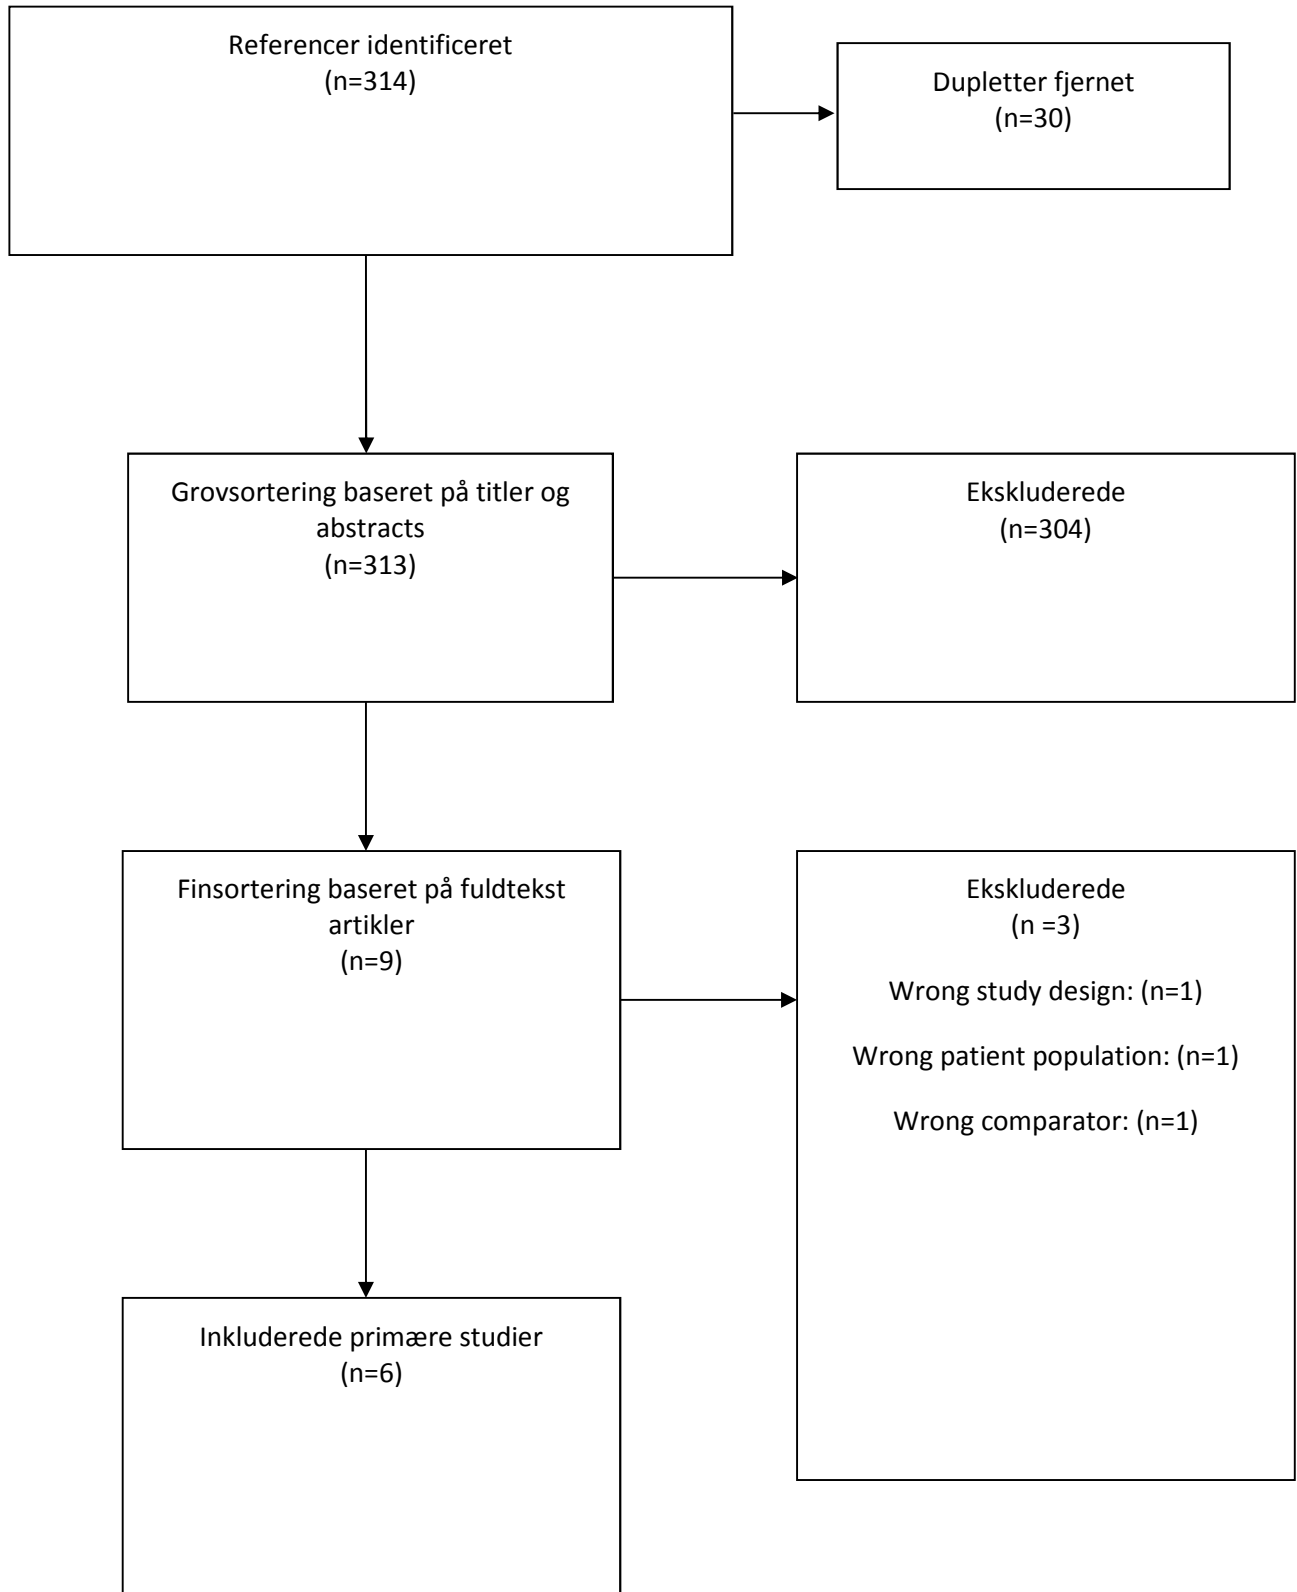 Referencer identificeret
(n=314)
Dupletter fjernet
(n=30)
Grovsortering baseret på titler og
abstracts
(n=313)
Ekskluderede
(n=304)
Finsortering baseret på fuldtekst
artikler
(n=9)
Ekskluderede
(n =3)
Wrong study design: (n=1)
Wrong patient population: (n=1)
Wrong comparator: (n=1)
Inkluderede primære studier
(n=6)